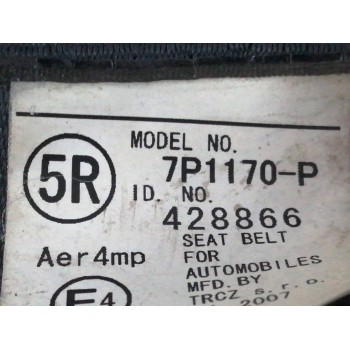 MODEL NO.
5R 7P1170-P
ID. NO.
428866
Aer4mp SEAT BELT
FOR
AUTOMOBILES
MFD. BY
E4 TRCZ s.r.o.
2007